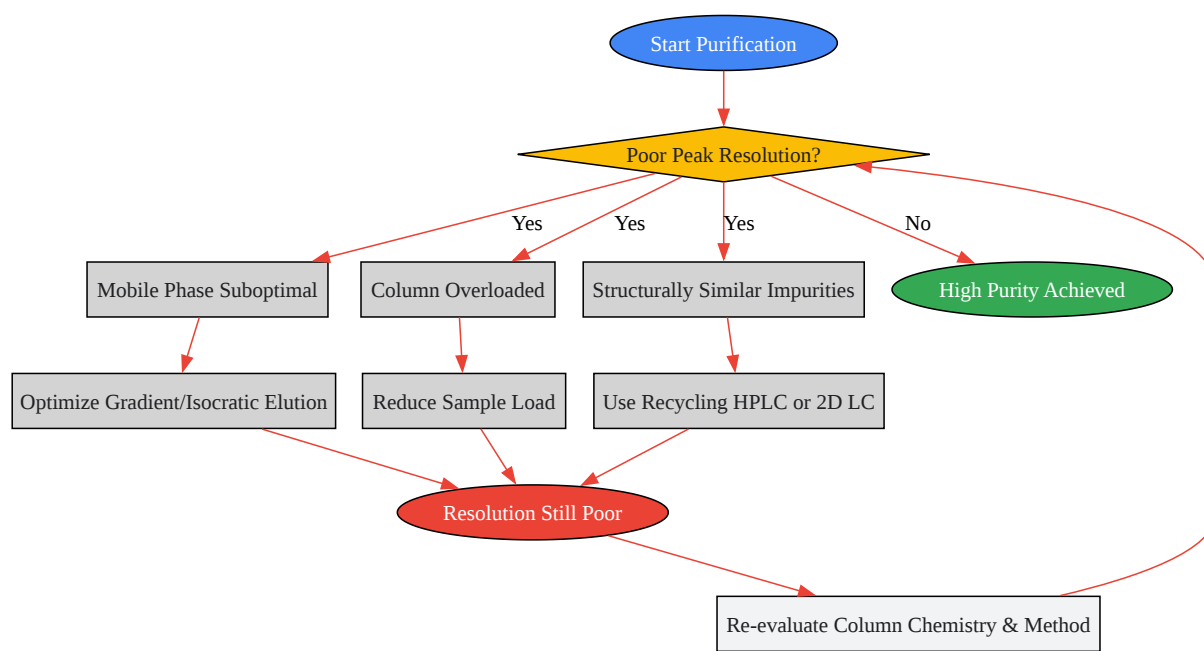 Start Purification
Poor Peak Resolution?
Yes
Yes
Yes
No
Mobile Phase Suboptimal
Column Overloaded
Structurally Similar Impurities
High Purity Achieved
Optimize Gradient/Isocratic Elution
Reduce Sample Load
Use Recycling HPLC or 2D LC
Resolution Still Poor
Re-evaluate Column Chemistry & Method